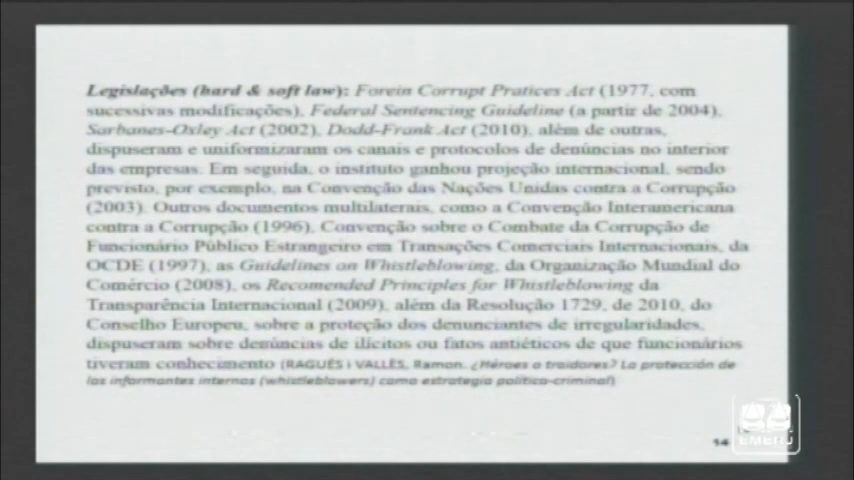 Legislações (hard & soft law): Forein Corrupt Pratices Act (1977, com
sucessivas modificações), Federal Sentencing Guideline (a partir de 2004),
Sarbanes-Oxley Act (2002), Dodd-Frank Act (2010), além de outras,
dispuseram e uniformizaram os canais e protocolos de denúncias no interior
das empresas. Em seguida, o instituto ganhou projeção internacional, sendo
previsto, por exemplo, na Convenção das Nações Unidas contra a Corrupção
(2003). Outros documentos multilaterais, como a Convenção Interamericana
contra a Corrupção (1996), Convenção sobre o Combate da Corrupção de
Funcionário Público Estrangeiro em Transações Comerciais Internacionais, da
OCDE (1997), as Guidelines on Whistleblowing, da Organização Mundial do
Comércio (2008), os Recomended Principles for Whistleblowing da
Transparência Internacional (2009), além da Resolução 1729, de 2010, do
Conselho Europeu, sobre a proteção dos denunciantes de irregularidades,
dispuseram sobre denúncias de ilícitos ou fatos antiéticos de que funcionários
tiveram conhecimento (RAGUÉS i VALLÈS, Ramon. ¿Héroes o traidores? La protección de
los informantes internos (whistleblowers) como estrategia político-criminal)
14
EMERJ